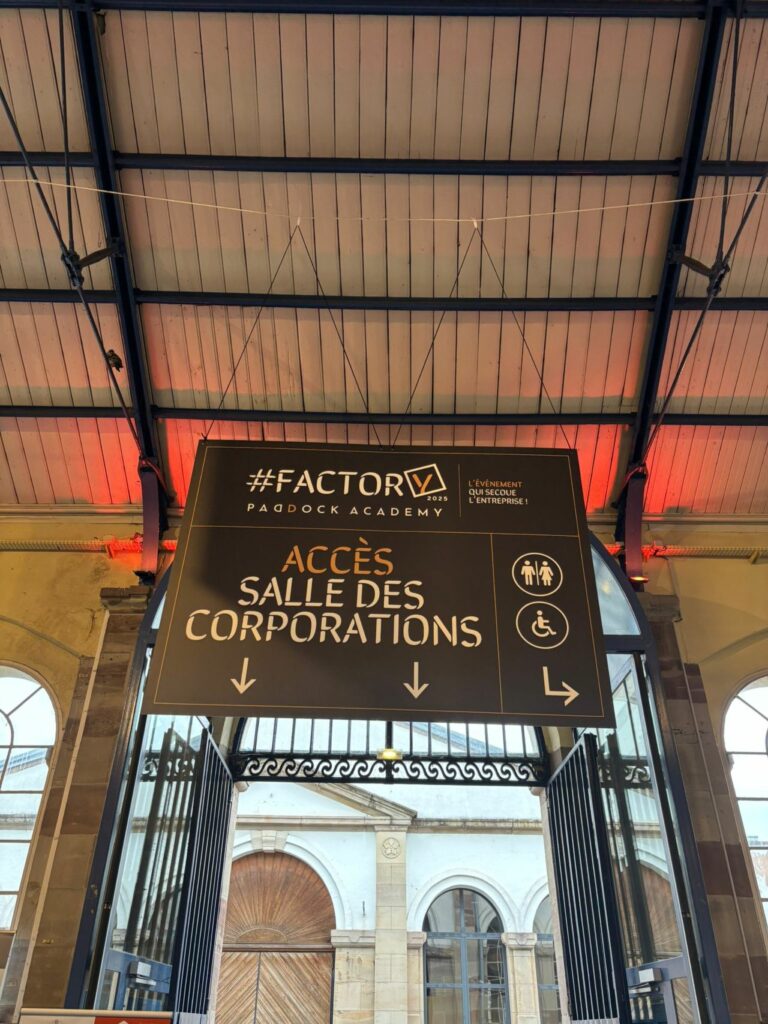 #FACTORY
2025
PADDOCK ACADEMY
L'ÉVÉNEMENT
QUI SECOUE
L'ENTREPRISE !
ACCÈS
SALLE DES
CORPORATIONS